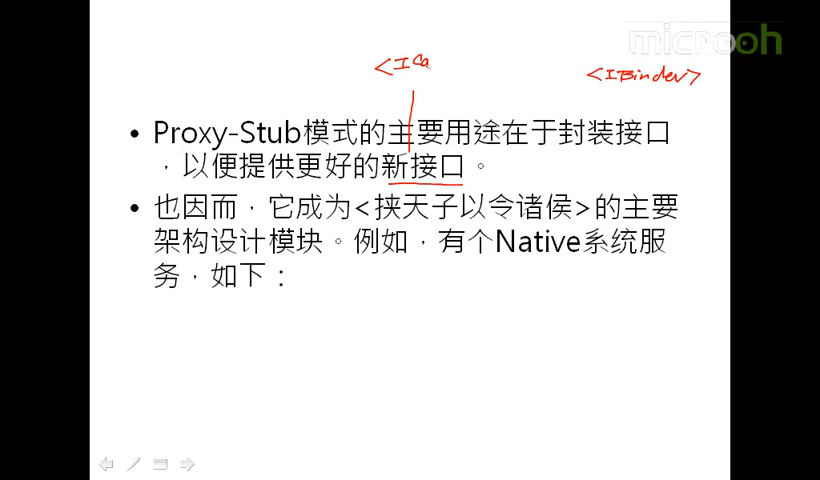 microoh
<ICa
<IBinder>
• Proxy-Stub模式的主要用途在于封装接口
，以便提供更好的新接口。
• 也因而，它成为<挟天子以令诸侯>的主要
架构设计模块。例如，有个Native系统服
务，如下：